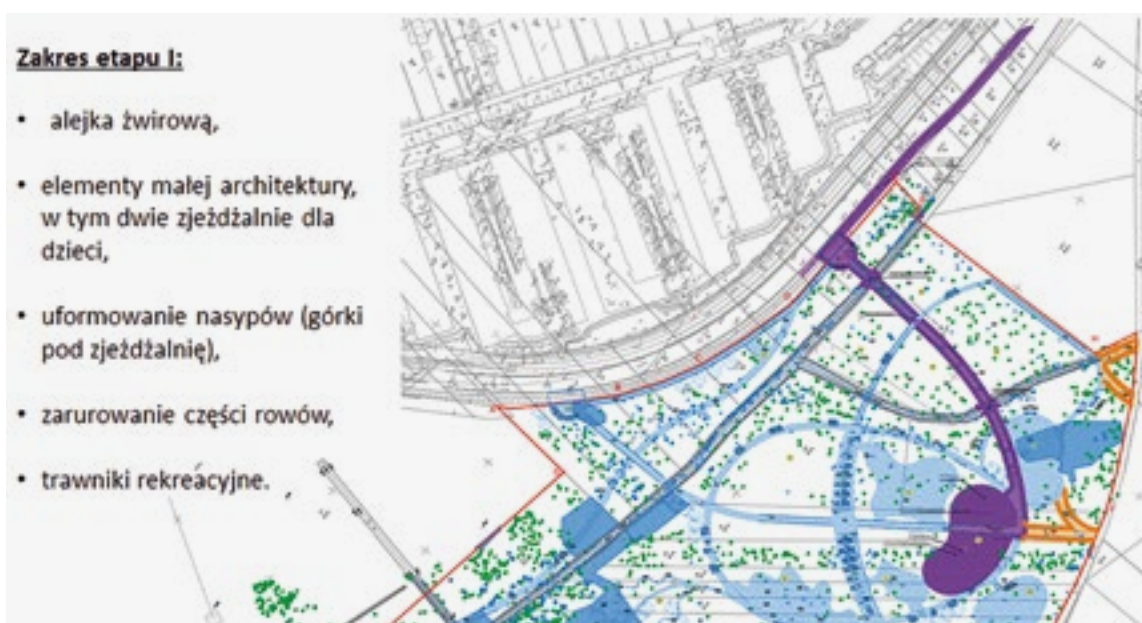 Zakres etapu I:
• alejka żwirową,
• elementy małej architektury,
w tym dwie zjeżdżalnie dla
dzieci,
• uformowanie nasypów (górki
pod zjeżdżalnię),
• zarurowanie części rowów,
• trawniki rekreacyjne.